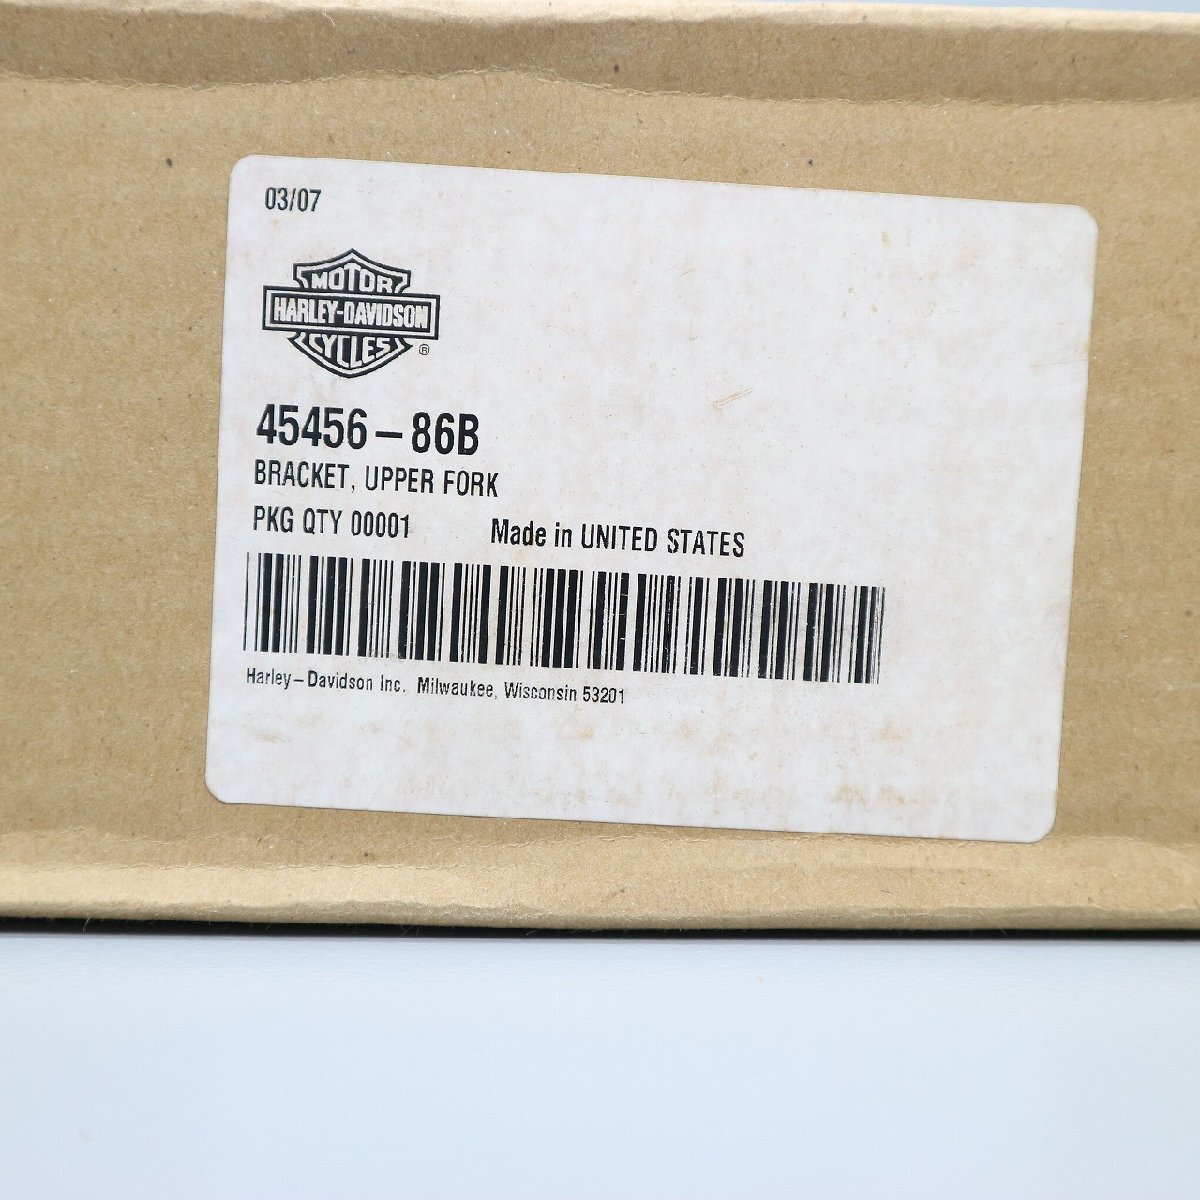 03/07
MOTOR
HARLEY-DAVIDSON
CYCLES ®
45456-86B
BRACKET, UPPER FORK
PKG QTY 00001 Made in UNITED STATES
Harley-Davidson Inc. Milwaukee, Wisconsin 53201